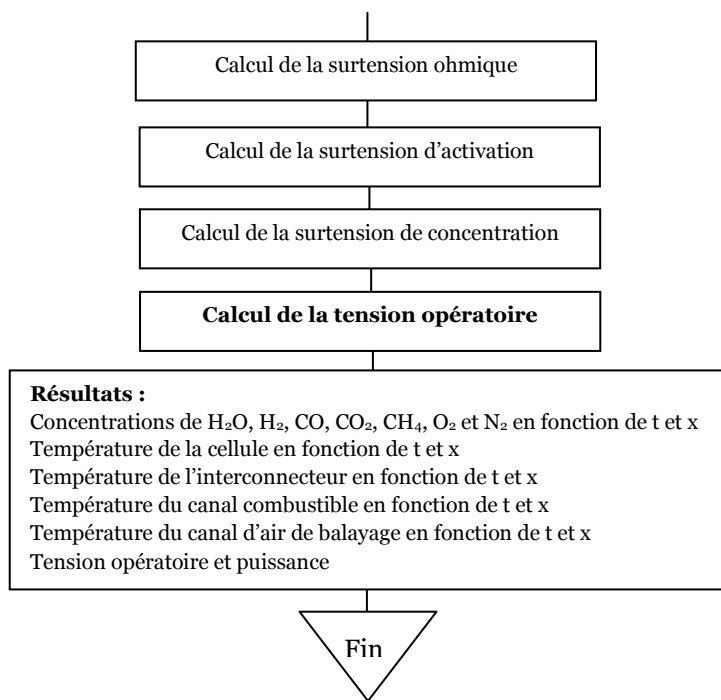 Calcul de la surtension ohmique
Calcul de la surtension d’activation
Calcul de la surtension de concentration
Calcul de la tension opératoire
Résultats :
Concentrations de H₂O, H₂, CO, CO₂, CH₄, O₂ et N₂ en fonction de t et x
Température de la cellule en fonction de t et x
Température de l’interconnecteur en fonction de t et x
Température du canal combustible en fonction de t et x
Température du canal d’air de balayage en fonction de t et x
Tension opératoire et puissance
Fin